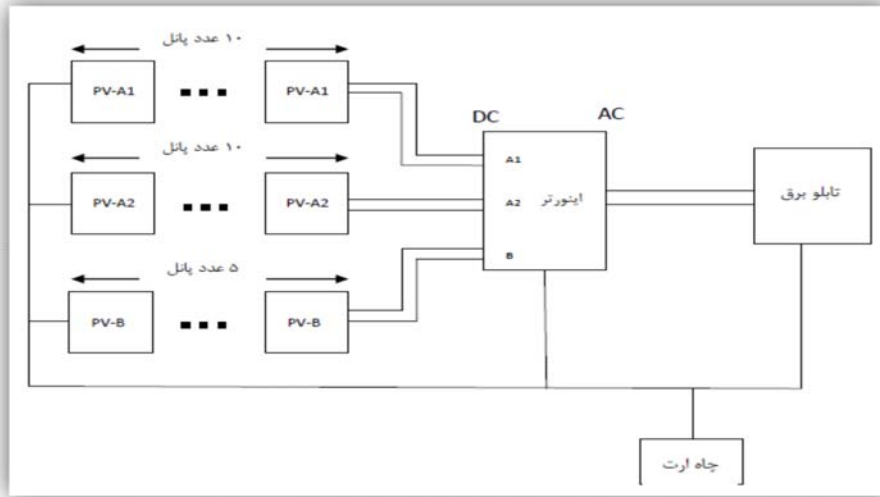 ۱۰ عدد پانل
PV-A1
PV-A1
DC
AC
۱۰ عدد پانل
A1
PV-A2
PV-A2
A2
اینورتر
تابلو برق
B
۵ عدد پانل
PV-B
PV-B
چاه ارت